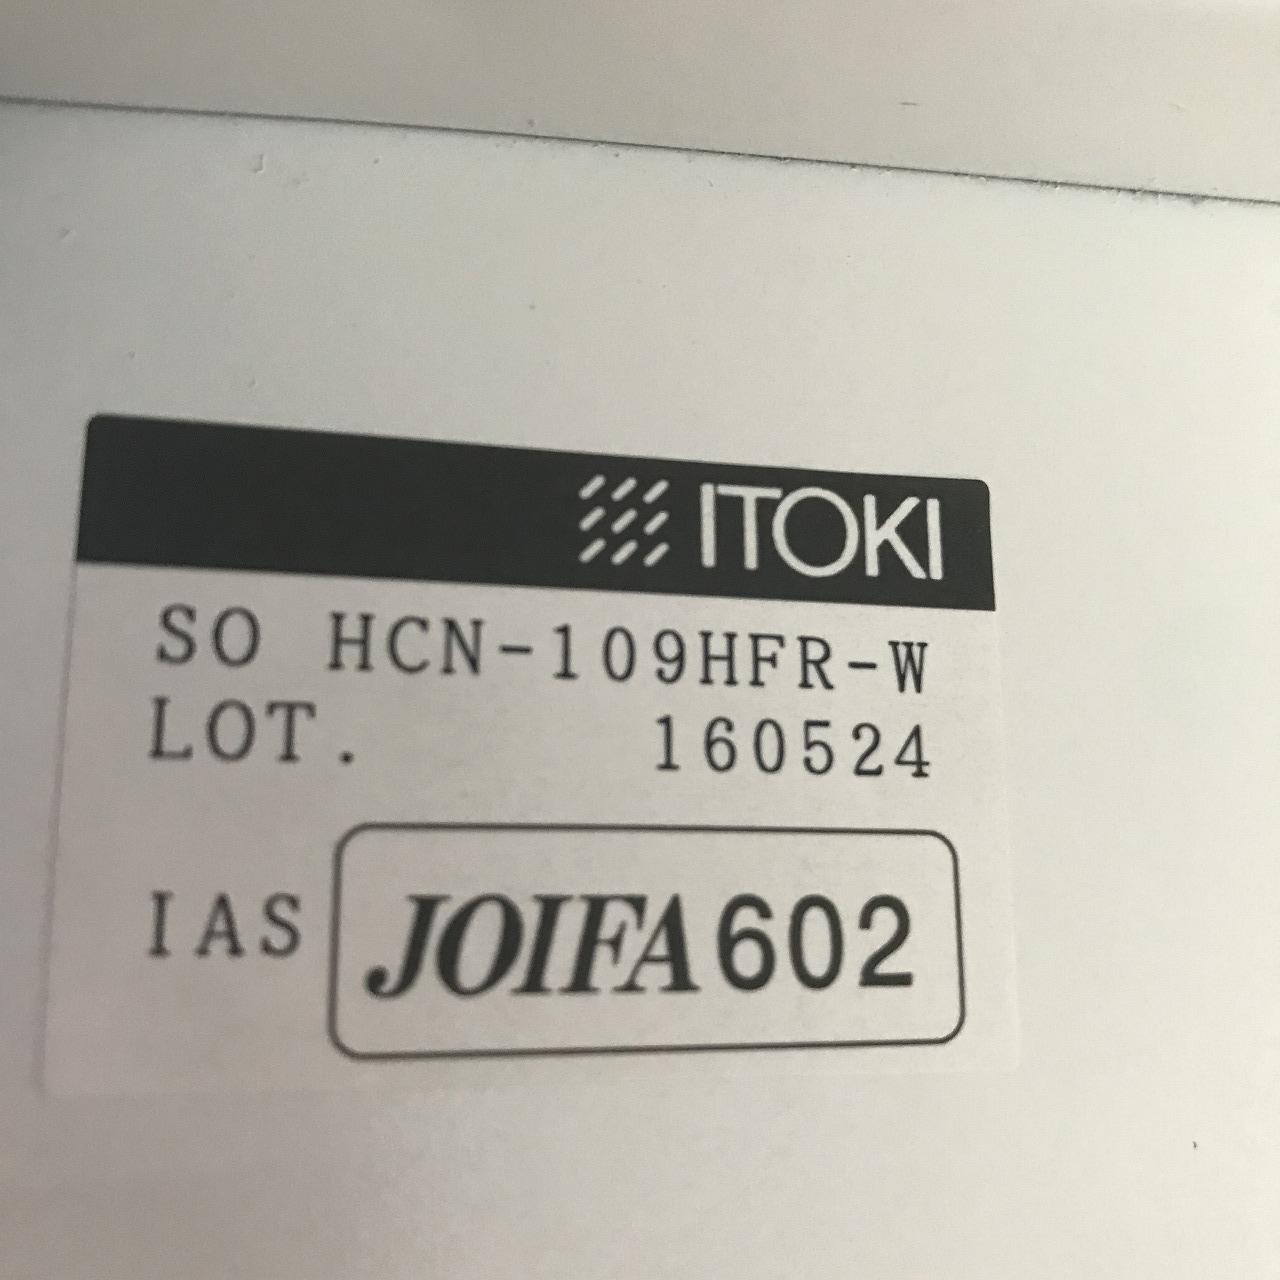 ITOKI
SO HCN-109HFR-W
LOT. 160524
IAS JOIFA602